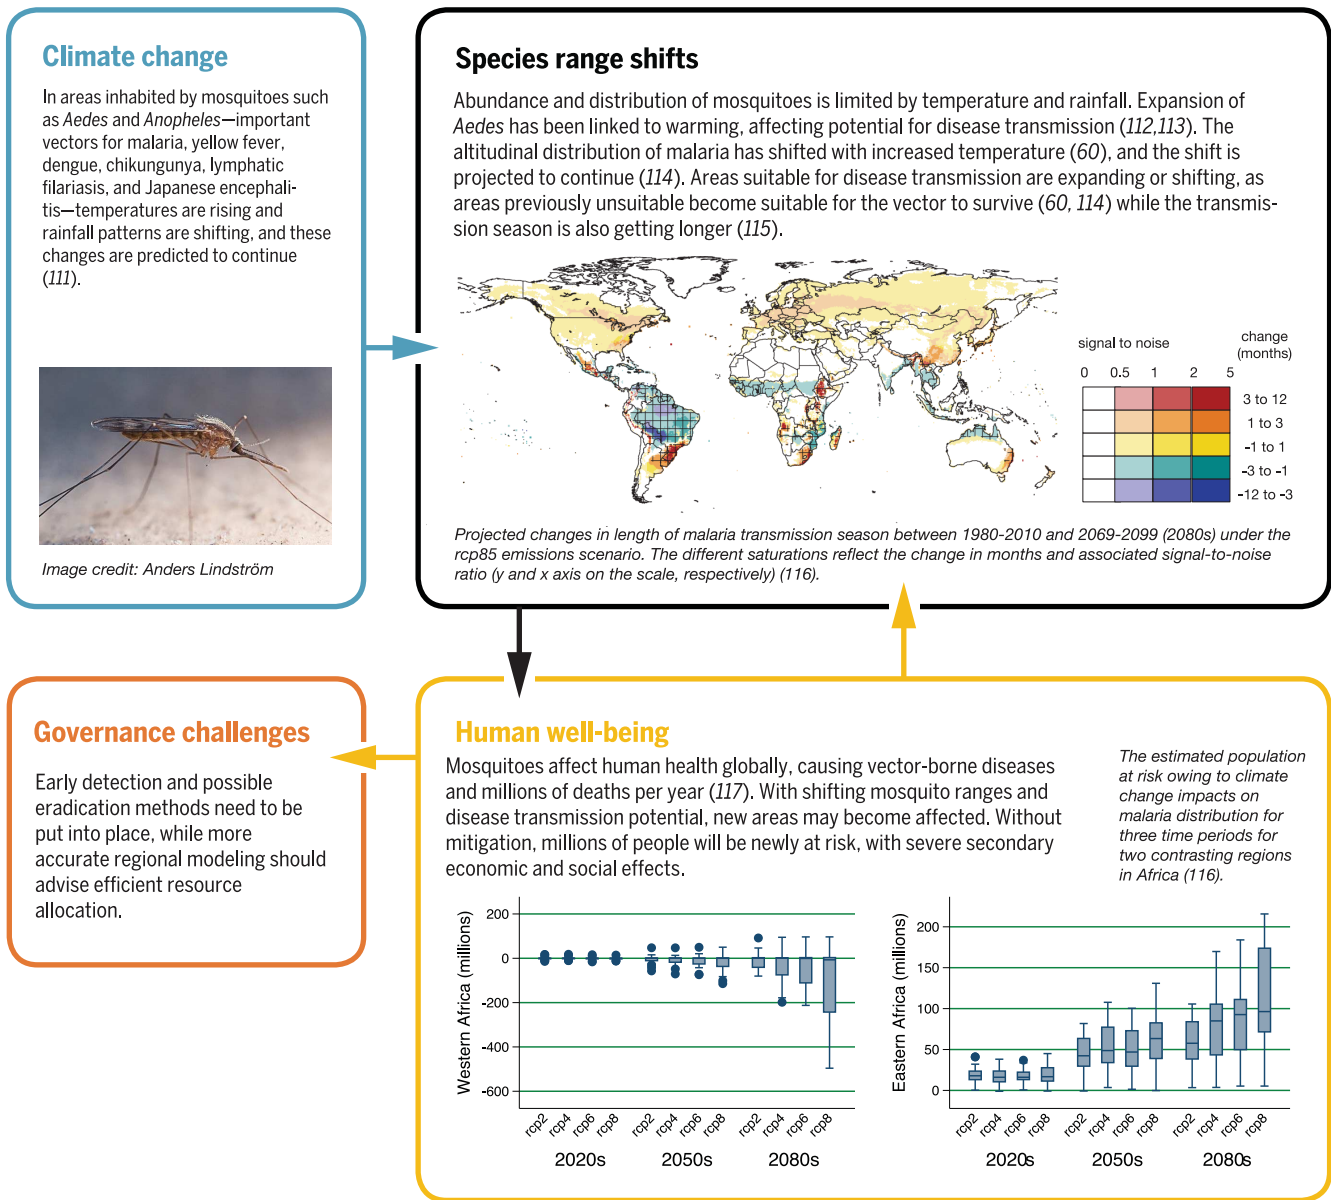 Climate change
In areas inhabited by mosquitoes such
as Aedes and Anopheles—important
vectors for malaria, yellow fever,
dengue, chikungunya, lymphatic
filariasis, and Japanese encephali-
tis—temperatures are rising and
rainfall patterns are shifting, and these
changes are predicted to continue
(111).
Image credit: Anders Lindström
Species range shifts
Abundance and distribution of mosquitoes is limited by temperature and rainfall. Expansion of
Aedes has been linked to warming, affecting potential for disease transmission (112,113). The
altitudinal distribution of malaria has shifted with increased temperature (60), and the shift is
projected to continue (114). Areas suitable for disease transmission are expanding or shifting, as
areas previously unsuitable become suitable for the vector to survive (60, 114) while the transmis-
sion season is also getting longer (115).
signal to noise
change
(months)
0 0.5 1 2 5
3 to 12
1 to 3
-1 to 1
-3 to -1
-12 to -3
Projected changes in length of malaria transmission season between 1980-2010 and 2069-2099 (2080s) under the
rcp85 emissions scenario. The different saturations reflect the change in months and associated signal-to-noise
ratio (y and x axis on the scale, respectively) (116).
Governance challenges
Early detection and possible
eradication methods need to be
put into place, while more
accurate regional modeling should
advise efficient resource
allocation.
Human well-being
Mosquitoes affect human health globally, causing vector-borne diseases
and millions of deaths per year (117). With shifting mosquito ranges and
disease transmission potential, new areas may become affected. Without
mitigation, millions of people will be newly at risk, with severe secondary
economic and social effects.
The estimated population
at risk owing to climate
change impacts on
malaria distribution for
three time periods for
two contrasting regions
in Africa (116).
Western Africa (millions)
200
0
-200
-400
-600
rcp2 rcp4 rcp6 rcp8 rcp2 rcp4 rcp6 rcp8 rcp2 rcp4 rcp6 rcp8
2020s 2050s 2080s
Eastern Africa (millions)
200
150
100
50
0
rcp2 rcp4 rcp6 rcp8 rcp2 rcp4 rcp6 rcp8 rcp2 rcp4 rcp6 rcp8
2020s 2050s 2080s